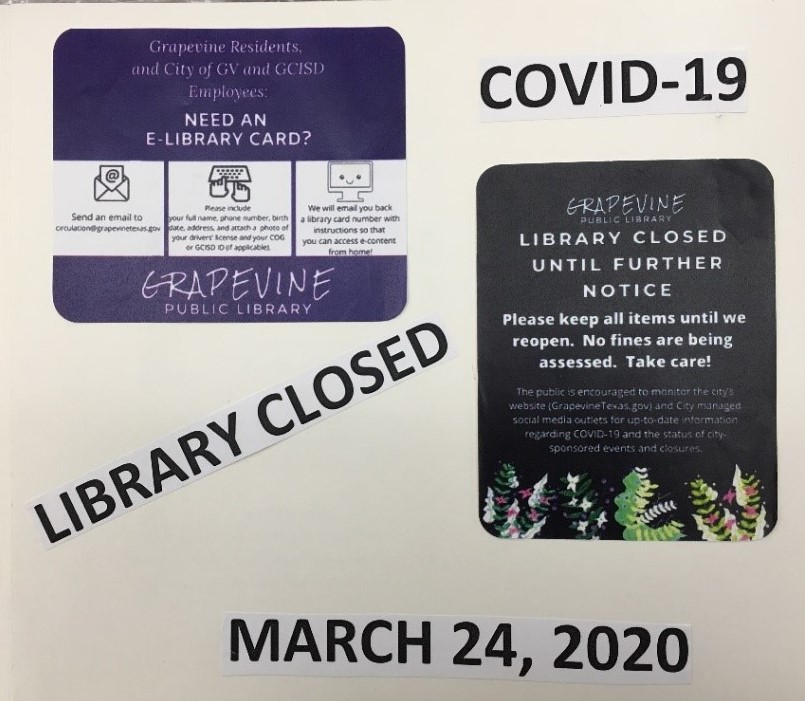 Grapevine Residents,
and City of GV and GCISD
Employees:
NEED AN
E-LIBRARY CARD?
@
Send an email to
circulation@grapevinetexas.gov
Please include
your full name, phone number, birth
date, address, and attach a photo of
your drivers' license and your COG
or GCISD ID (if applicable).
We will email you back
a library card number with
instructions so that
you can access e-content
from home!
GRAPEVINE
PUBLIC LIBRARY
COVID-19
GRAPEVINE
PUBLIC LIBRARY
LIBRARY CLOSED
UNTIL FURTHER
NOTICE
Please keep all items until we
reopen. No fines are being
assessed. Take care!
The public is encouraged to monitor the city's
website (GrapevineTexas.gov) and City managed
social media outlets for up-to-date information
regarding COVID-19 and the status of city-
sponsored events and closures.
LIBRARY CLOSED
MARCH 24, 2020